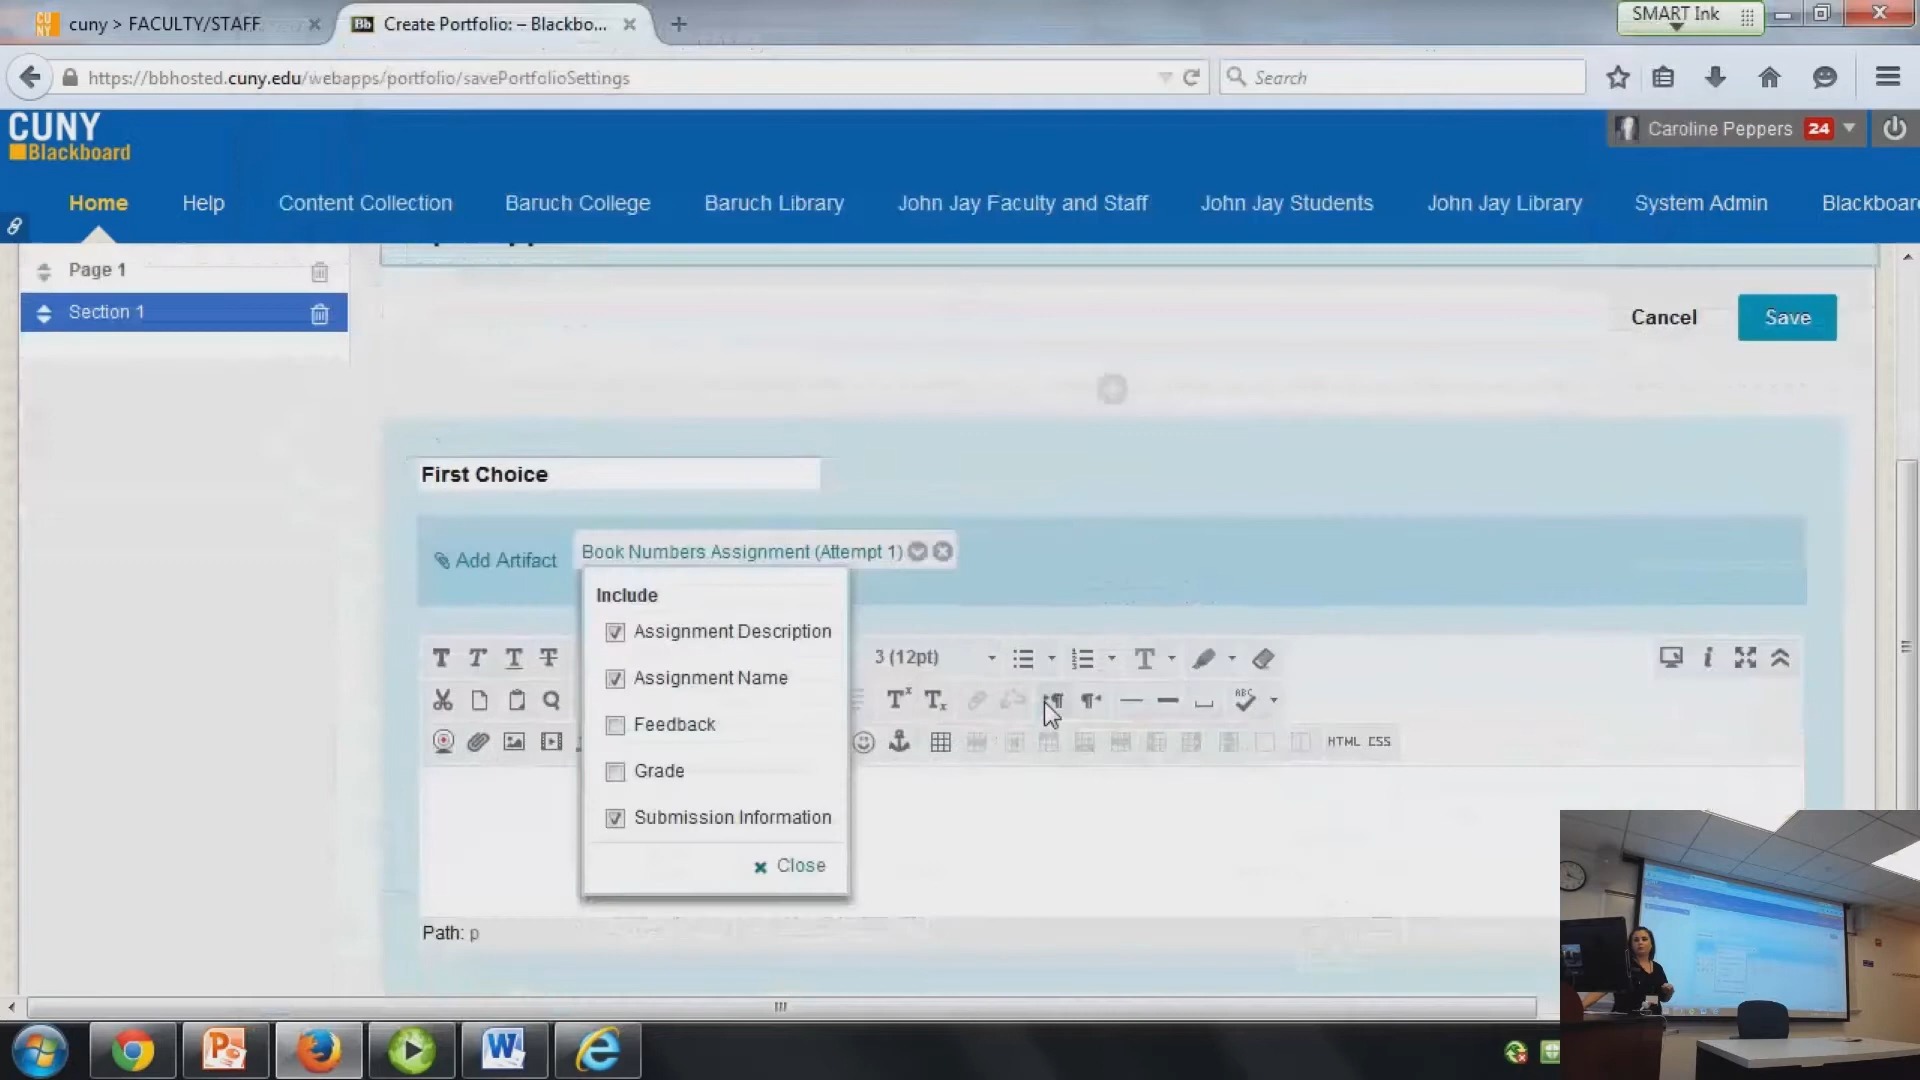 cuny > FACULTY/STAFF
Create Portfolio: – Blackbo...
SMART Ink
https://bbhosted.cuny.edu/webapps/portfolio/savePortfolioSettings
Search
CUNY
Blackboard
Caroline Peppers 24
Home Help Content Collection Baruch College Baruch Library John Jay Faculty and Staff John Jay Students John Jay Library System Admin Blackboar
Page 1
Section 1
Cancel Save
First Choice
Add Artifact
Book Numbers Assignment (Attempt 1)
Include
Assignment Description
Assignment Name
Feedback
Grade
Submission Information
Close
3 (12pt)
ABC
HTML CSS
Path: p